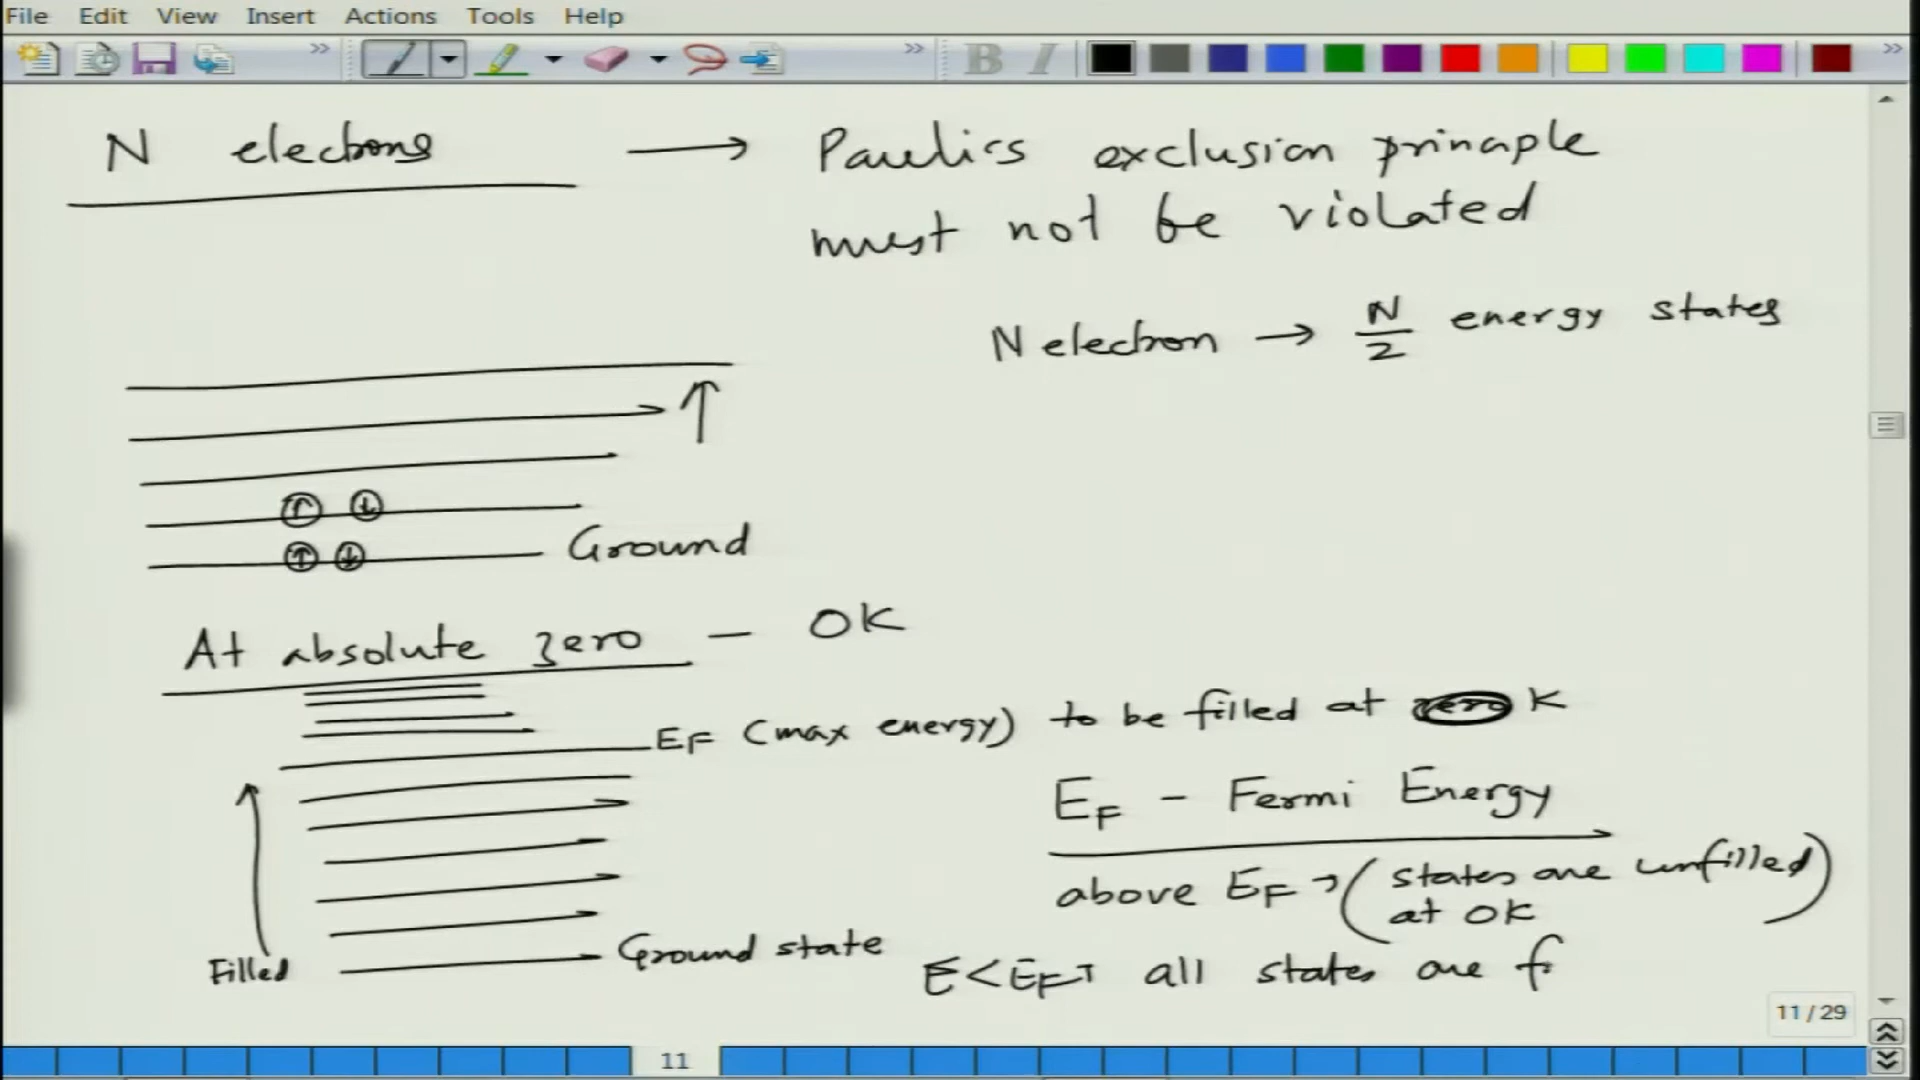 File Edit View Insert Actions Tools Help
N electrons → Pauli's exclusion principle
must not be violated
N electron → N/2 energy states
Ground
At absolute zero - 0K
EF (max energy) to be filled at zero K
EF - Fermi Energy
above EF → (states are unfilled)
at 0K
Ground state
Filled
E<EF → all states are f
11 / 29
11